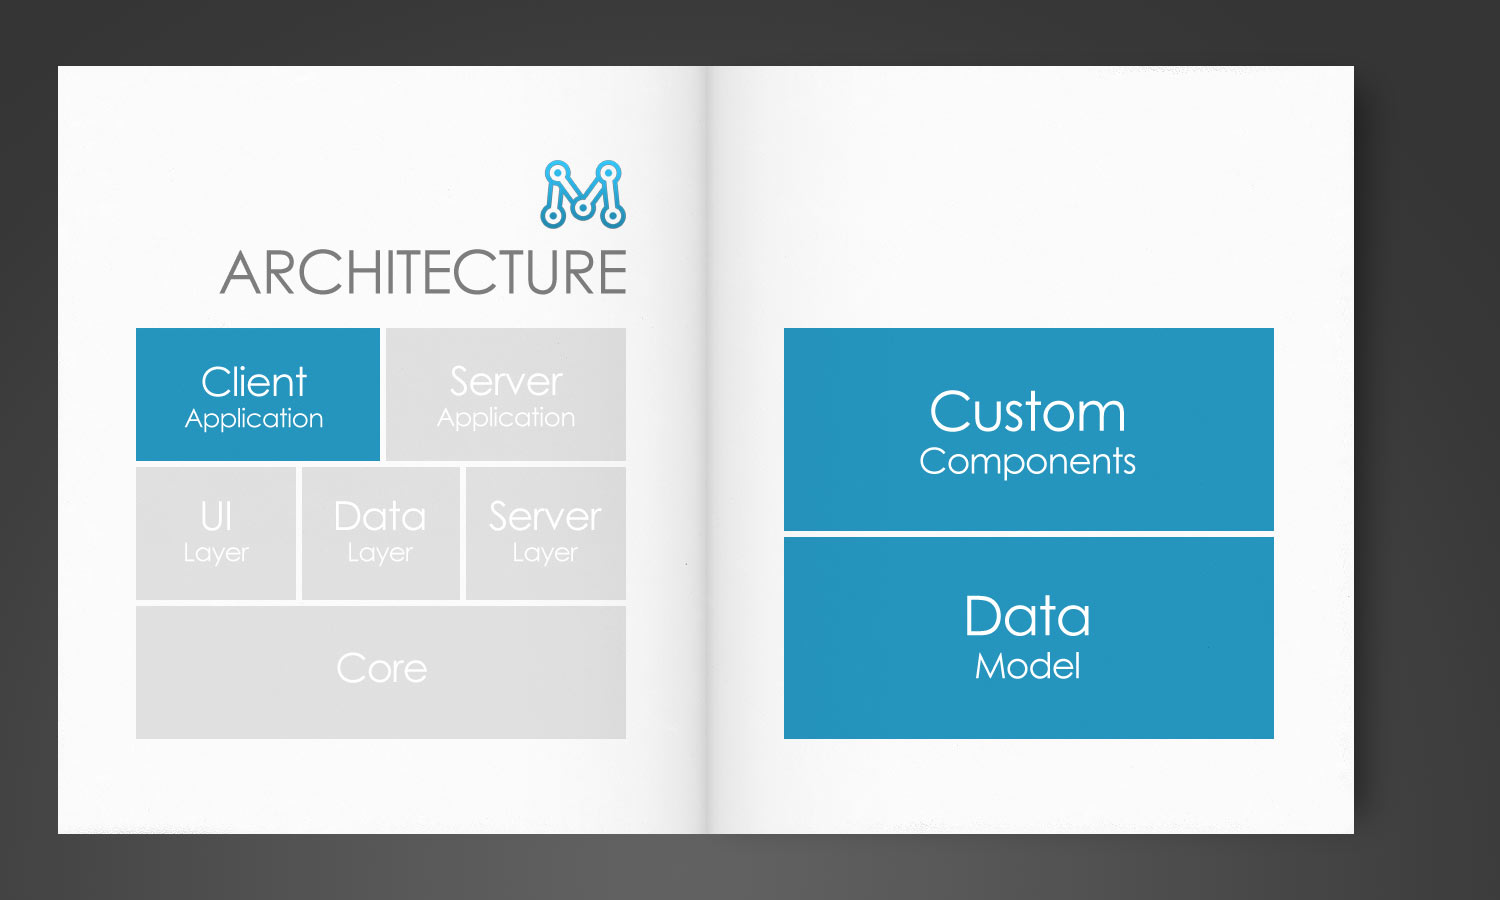 M
ARCHITECTURE
Client
Application
Server
Application
UI
Layer
Data
Layer
Server
Layer
Core
Custom
Components
Data
Model